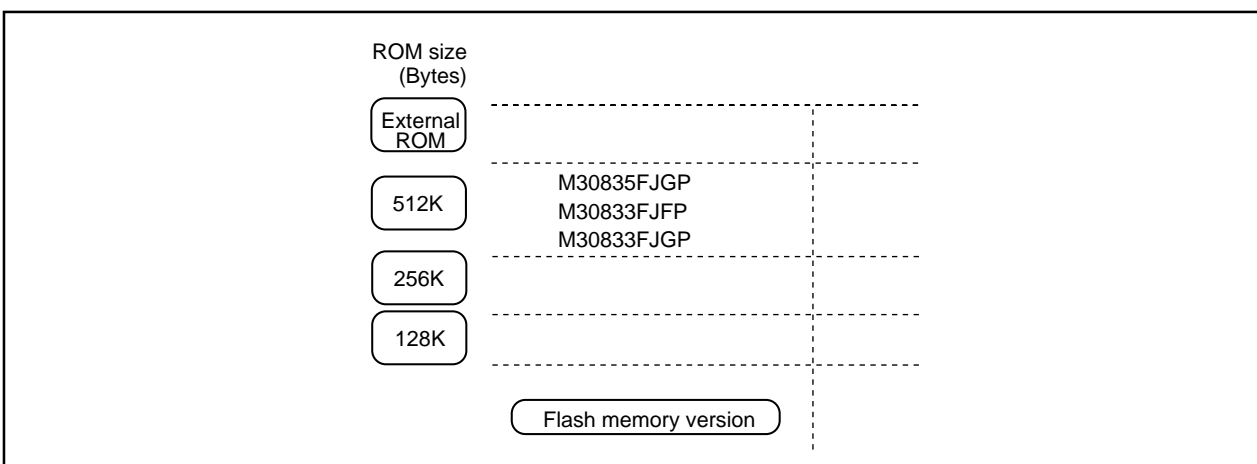 ROM size
(Bytes)
External
ROM
512K
M30835FJGP
M30833FJFP
M30833FJGP
256K
128K
Flash memory version